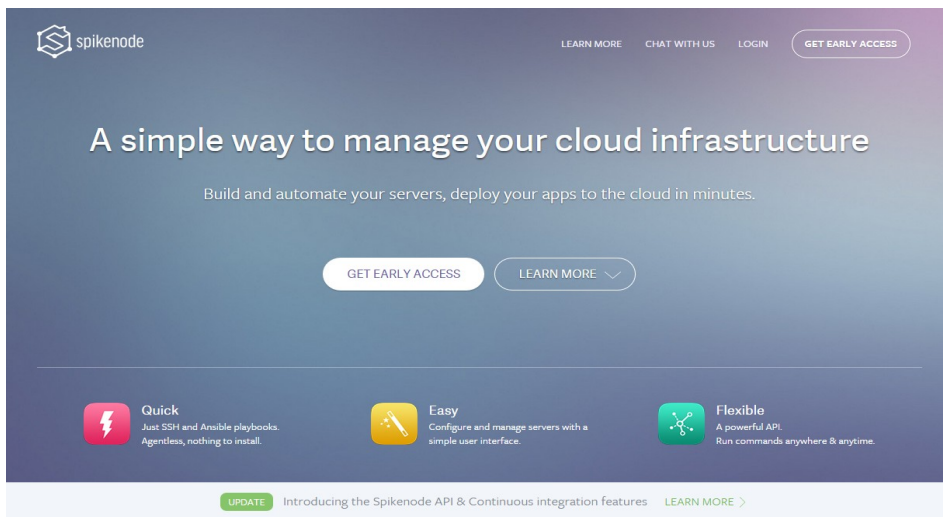 spikenode
LEARN MORE CHAT WITH US LOGIN GET EARLY ACCESS
A simple way to manage your cloud infrastructure
Build and automate your servers, deploy your apps to the cloud in minutes.
GET EARLY ACCESS LEARN MORE
Quick
Just SSH and Ansible playbooks.
Agentless, nothing to install.
Easy
Configure and manage servers with a
simple user interface.
Flexible
A powerful API.
Run commands anywhere & anytime.
UPDATE Introducing the Spikenode API & Continuous integration features LEARN MORE